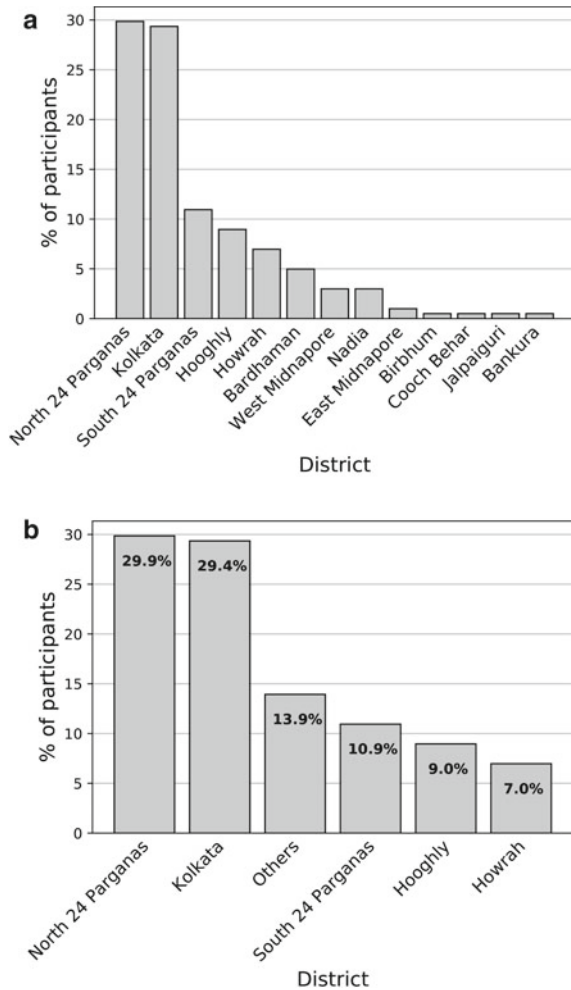 a
% of participants
30
25
20
15
10
5
0
North 24 Parganas
Kolkata
South 24 Parganas
Hooghly
Howrah
Bardhaman
West Midnapore
Nadia
East Midnapore
Birbhum
Cooch Behar
Jalpaiguri
Bankura
District
b
% of participants
30
25
20
15
10
5
0
29.9%
29.4%
13.9%
10.9%
9.0%
7.0%
North 24 Parganas
Kolkata
Others
South 24 Parganas
Hooghly
Howrah
District